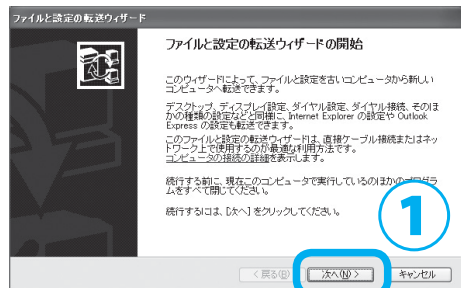 ファイルと設定の転送ウィザード
ファイルと設定の転送ウィザードの開始
このウィザードによって、ファイルと設定を古いコンピュータから新しい
コンピュータへ転送できます。
デスクトップ、ディスプレイ設定、ダイヤル設定、ダイヤル接続、そのほ
かの種類の設定などと同様に、Internet Explorer の設定や Outlook
Express の設定も転送できます。
このファイルと設定の転送ウィザードは、直接ケーブル接続またはネッ
トワーク上で使用するのが最適な利用方法です。
コンピュータの接続の詳細を表示します。
続行する前に、現在このコンピュータで実行しているのほかのプログラ
ムをすべて閉じてください。
続行するには、[次へ] をクリックしてください。
1
< 戻る(B)
次へ(N) >
キャンセル